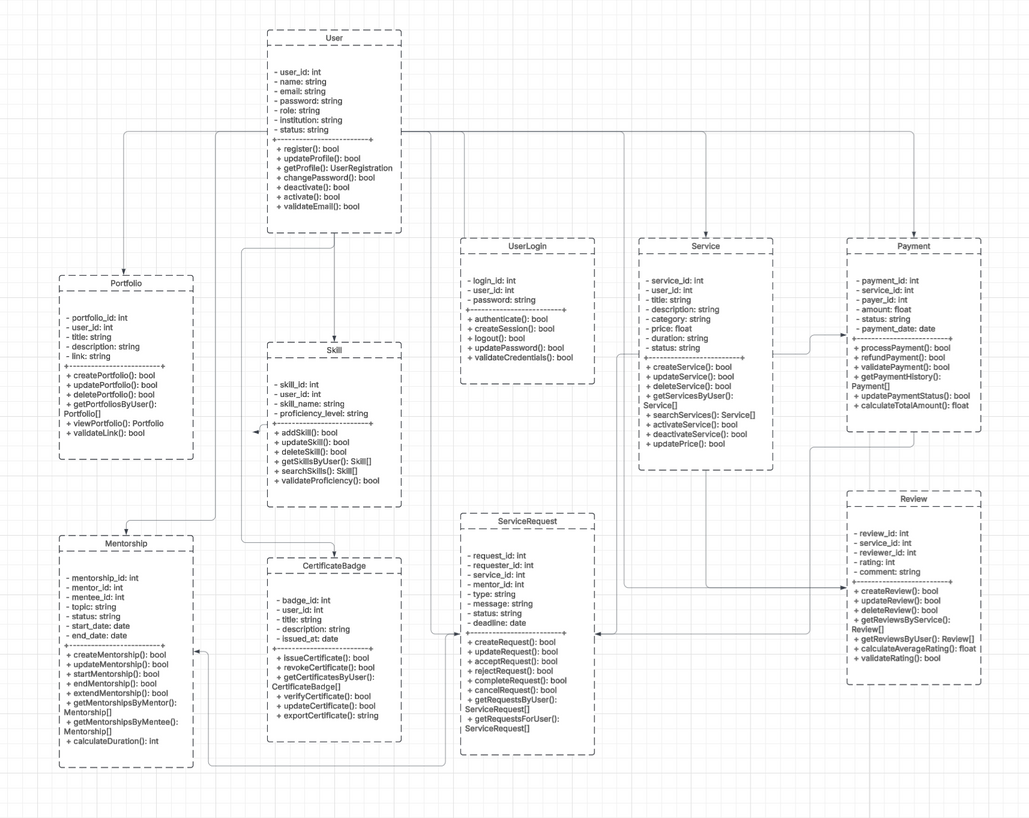 User
- user_id: int
- name: string
- email: string
- password: string
- role: string
- institution: string
- status: string
+--------------------------+
+ register(): bool
+ updateProfile(): bool
+ getProfile(): UserRegistration
+ changePassword(): bool
+ deactivate(): bool
+ activate(): bool
+ validateEmail(): bool
UserLogin
- login_id: int
- user_id: int
- password: string
+--------------------------+
+ authenticate(): bool
+ createSession(): bool
+ logout(): bool
+ updatePassword(): bool
+ validateCredentials(): bool
Service
- service_id: int
- user_id: int
- title: string
- description: string
- category: string
- price: float
- duration: string
- status: string
+--------------------------+
+ createService(): bool
+ updateService(): bool
+ deleteService(): bool
+ getServicesByUser():
Service[]
+ searchServices(): Service[]
+ activateService(): bool
+ deactivateService(): bool
+ updatePrice(): bool
Payment
- payment_id: int
- service_id: int
- payer_id: int
- amount: float
- status: string
- payment_date: date
+--------------------------+
+ processPayment(): bool
+ refundPayment(): bool
+ validatePayment(): bool
+ getPaymentHistory():
Payment[]
+ updatePaymentStatus(): bool
+ calculateTotalAmount(): float
Portfolio
- portfolio_id: int
- user_id: int
- title: string
- description: string
- link: string
+--------------------------+
+ createPortfolio(): bool
+ updatePortfolio(): bool
+ deletePortfolio(): bool
+ getPortfoliosByUser():
Portfolio[]
+ viewPortfolio(): Portfolio
+ validateLink(): bool
Skill
- skill_id: int
- user_id: int
- skill_name: string
- proficiency_level: string
+--------------------------+
+ addSkill(): bool
+ updateSkill(): bool
+ deleteSkill(): bool
+ getSkillsByUser(): Skill[]
+ searchSkills(): Skill[]
+ validateProficiency(): bool
Review
- review_id: int
- service_id: int
- reviewer_id: int
- rating: int
- comment: string
+--------------------------+
+ createReview(): bool
+ updateReview(): bool
+ deleteReview(): bool
+ getReviewsByService():
Review[]
+ getReviewsByUser(): Review[]
+ calculateAverageRating(): float
+ validateRating(): bool
ServiceRequest
- request_id: int
- requester_id: int
- service_id: int
- mentor_id: int
- type: string
- message: string
- status: string
- deadline: date
+--------------------------+
+ createRequest(): bool
+ updateRequest(): bool
+ acceptRequest(): bool
+ rejectRequest(): bool
+ completeRequest(): bool
+ cancelRequest(): bool
+ getRequestsByUser():
ServiceRequest[]
+ getRequestsForUser():
ServiceRequest[]
Mentorship
- mentorship_id: int
- mentor_id: int
- mentee_id: int
- topic: string
- status: string
- start_date: date
- end_date: date
+--------------------------+
+ createMentorship(): bool
+ updateMentorship(): bool
+ startMentorship(): bool
+ endMentorship(): bool
+ extendMentorship(): bool
+ getMentorshipsByMentor():
Mentorship[]
+ getMentorshipsByMentee():
Mentorship[]
+ calculateDuration(): int
CertificateBadge
- badge_id: int
- user_id: int
- title: string
- description: string
- issued_at: date
+--------------------------+
+ issueCertificate(): bool
+ revokeCertificate(): bool
+ getCertificatesByUser():
CertificateBadge[]
+ verifyCertificate(): bool
+ updateCertificate(): bool
+ exportCertificate(): string